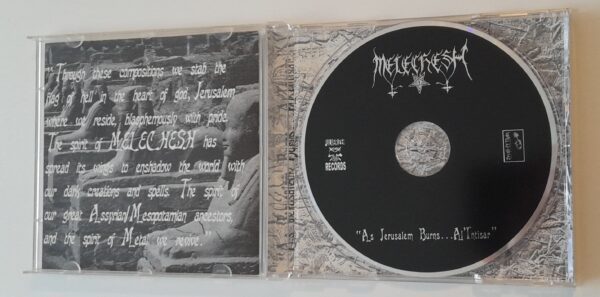 "Through these compositions we stab the
flag of hell in the heart of god, Jerusalem
where we reside, blasphemously with pride.
The spirit of MELECHESH has
spread its wings to enshadow the world with
our dark creations and spells. The spirit of
our great Assyrian/Mesopotamian ancestors,
and the spirit of Metal we revive.
MELECHESH
RECORDS
"As Jerusalem Burns...Al'Intisar"